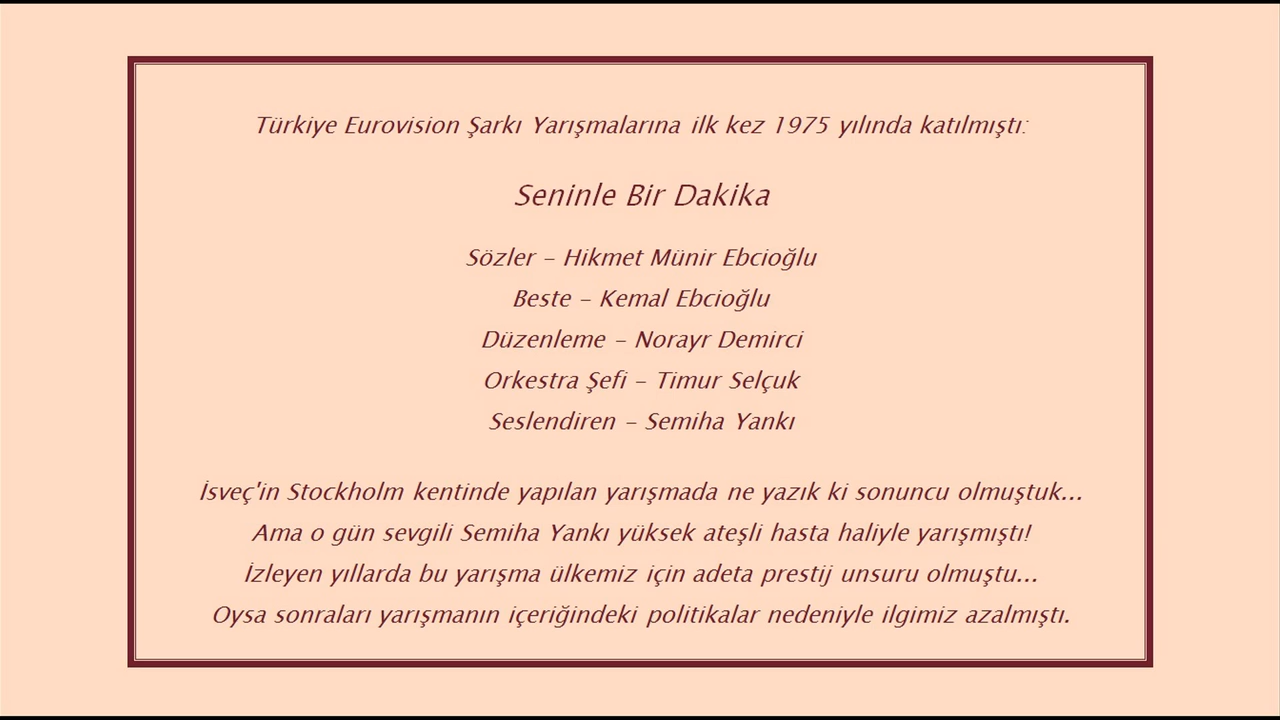 Türkiye Eurovision Şarkı Yarışmalarına ilk kez 1975 yılında katılmıştı:
Seninle Bir Dakika
Sözler - Hikmet Münir Ebcioğlu
Beste - Kemal Ebcioğlu
Düzenleme - Norayr Demirci
Orkestra Şefi - Timur Selçuk
Seslendiren - Semiha Yankı
İsveç'in Stockholm kentinde yapılan yarışmada ne yazık ki sonuncu olmuştuk...
Ama o gün sevgili Semiha Yankı yüksek ateşli hasta haliyle yarışmıştı!
İzleyen yıllarda bu yarışma ülkemiz için adeta prestij unsuru olmuştu...
Oysa sonraları yarışmanın içeriğindeki politikalar nedeniyle ilgimiz azalmıştı.